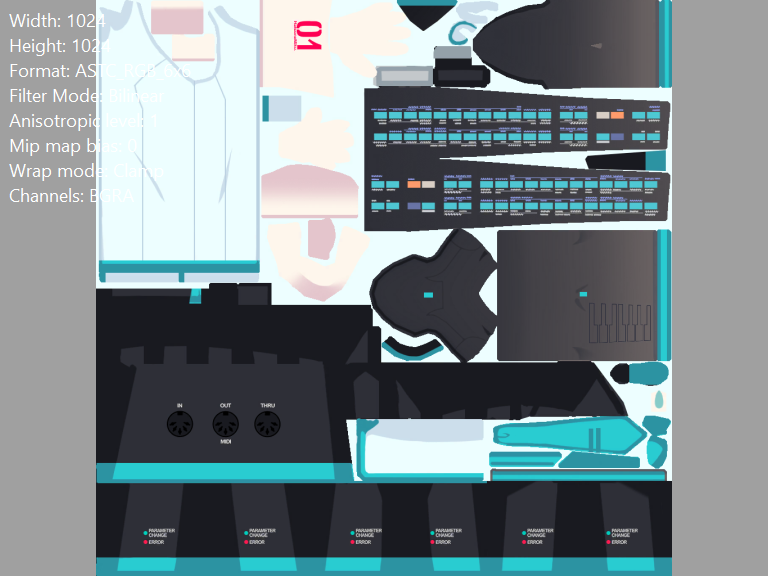 Width: 1024
Height: 1024
Format: ASTC_RGB_6x6
Filter Mode: Bilinear
Anisotropic level: 1
Mip map bias: 0
Wrap mode: Clamp
Channels: BGRA
01
IN OUT THRU
MIDI
PARAMETER
CHANGE
ERROR
PARAMETER
CHANGE
ERROR
PARAMETER
CHANGE
ERROR
PARAMETER
CHANGE
ERROR
PARAMETER
CHANGE
ERROR
PARAMETER
CHANGE
ERROR